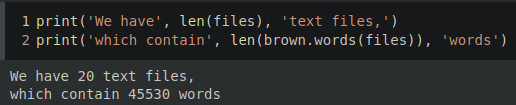 1 print('We have', len(files), 'text files,')
2 print('which contain', len(brown.words(files)), 'words')
We have 20 text files,
which contain 45530 words